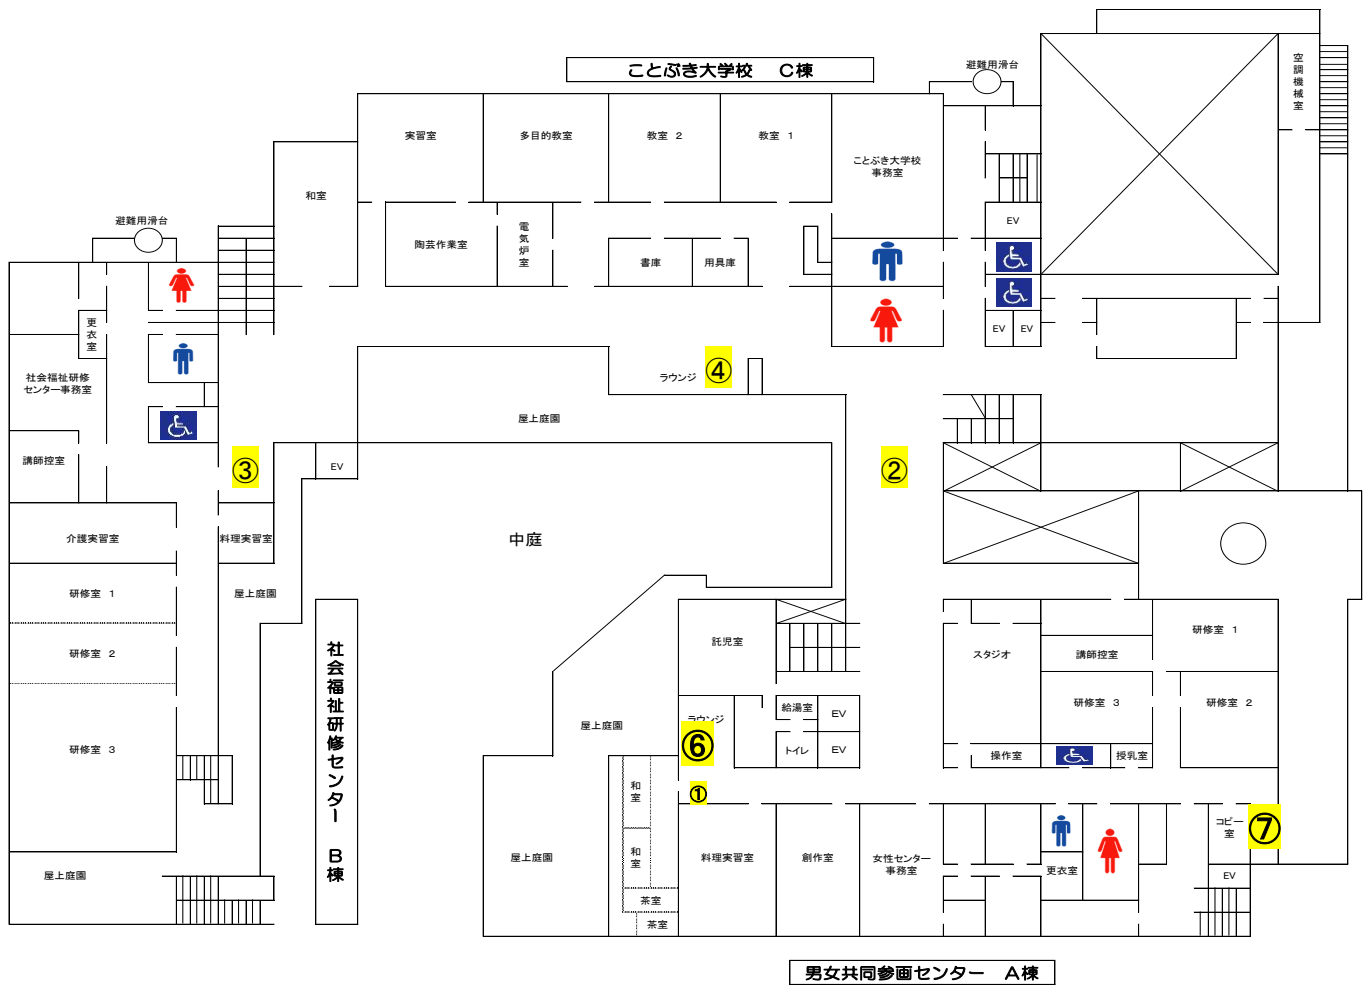 ことぶき大学校　C棟
避難用滑台
空調機械室
実習室
多目的教室
教室 2
教室 1
ことぶき大学校
事務室
和室
避難用滑台
陶芸作業室
電気炉室
書庫
用具庫
EV
EV
EV
更衣室
社会福祉研修
センター事務室
ラウンジ
④
屋上庭園
講師控室
③
EV
②
介護実習室
料理実習室
中庭
研修室 1
屋上庭園
研修室 2
研修室 3
屋上庭園
社会福祉研修センター　B棟
託児室
スタジオ
講師控室
研修室 1
屋上庭園
ラウンジ
⑥
給湯室
EV
トイレ
EV
研修室 3
研修室 2
操作室
授乳室
和室
①
和室
屋上庭園
料理実習室
創作室
女性センター
事務室
更衣室
コピー
室
⑦
EV
茶室
茶室
男女共同参画センター　A棟